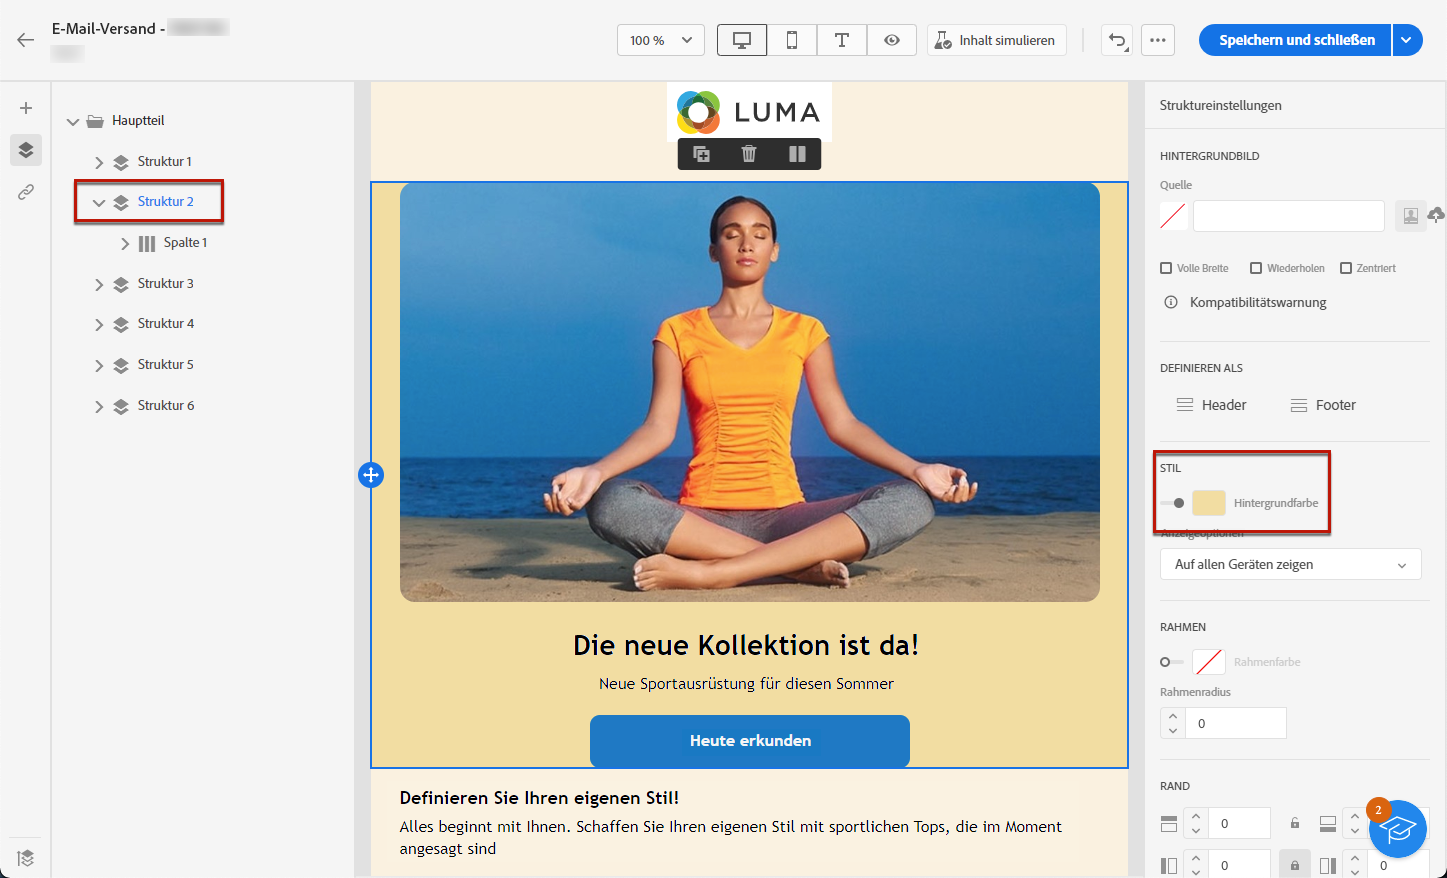 E-Mail-Versand -
100 %
Inhalt simulieren
Speichern und schließen
Hauptteil
Struktur 1
Struktur 2
Spalte 1
Struktur 3
Struktur 4
Struktur 5
Struktur 6
LUMA
Die neue Kollektion ist da!
Neue Sportausrüstung für diesen Sommer
Heute erkunden
Definieren Sie Ihren eigenen Stil!
Alles beginnt mit Ihnen. Schaffen Sie Ihren eigenen Stil mit sportlichen Tops, die im Moment
angesagt sind
Struktureinstellungen
HINTERGRUNDBILD
Quelle
Volle Breite Wiederholen Zentriert
Kompatibilitätswarnung
DEFINIEREN ALS
Header Footer
STIL
Hintergrundfarbe
Anzeigeoptionen
Auf allen Geräten zeigen
RAHMEN
Rahmenfarbe
Rahmenradius
0
RAND
2
0
0 0